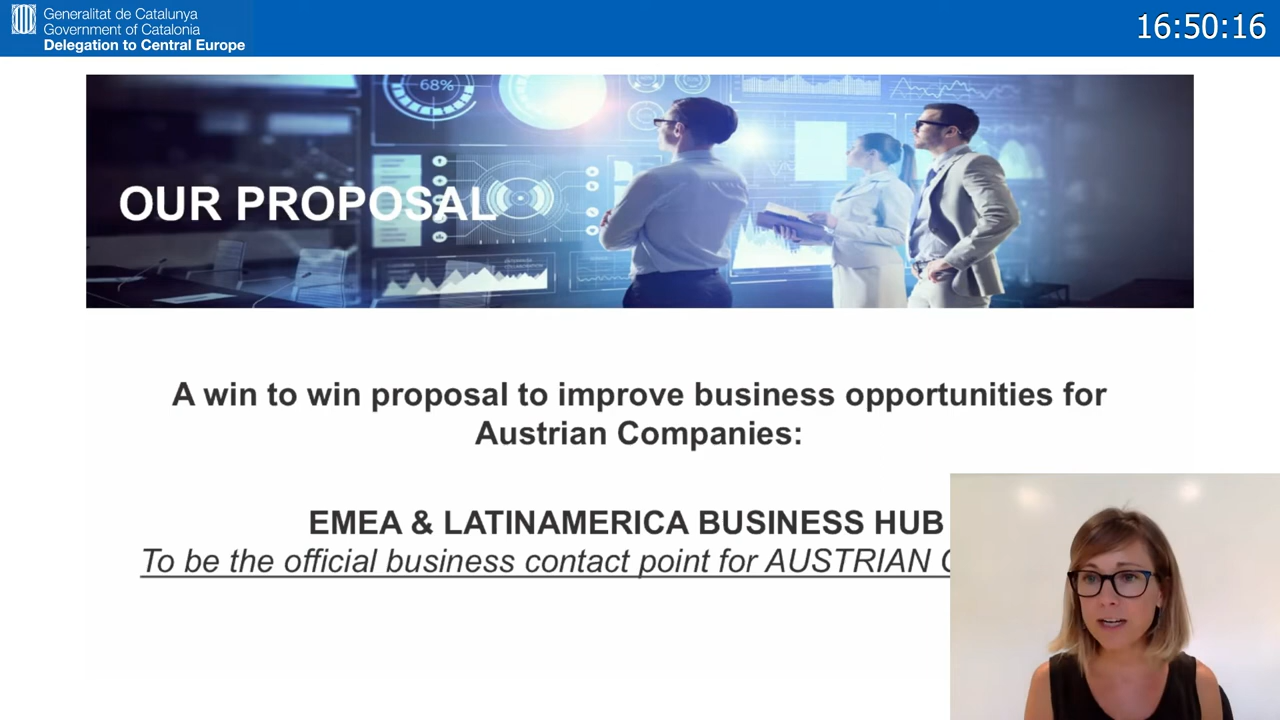 Generalitat de Catalunya
Government of Catalonia
Delegation to Central Europe
16:50:16
68%
OUR PROPOSAL
A win to win proposal to improve business opportunities for
Austrian Companies:
EMEA & LATINAMERICA BUSINESS HUB
To be the official business contact point for AUSTRIAN